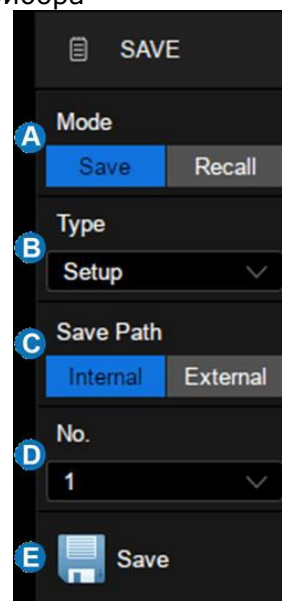 SAVE
A Mode
Save Recall
B Type
Setup
C Save Path
Internal External
D No.
1
E Save